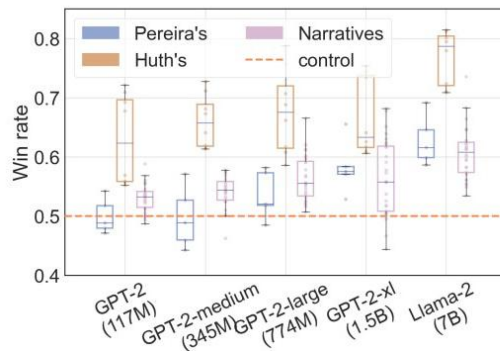 Pereira's
Huth's
Narratives
control
Win rate
0.8
0.7
0.6
0.5
0.4
GPT-2
(117M)
GPT-2-medium
(345M)
GPT-2-large
(774M)
GPT-2-xl
(1.5B)
Llama-2
(7B)